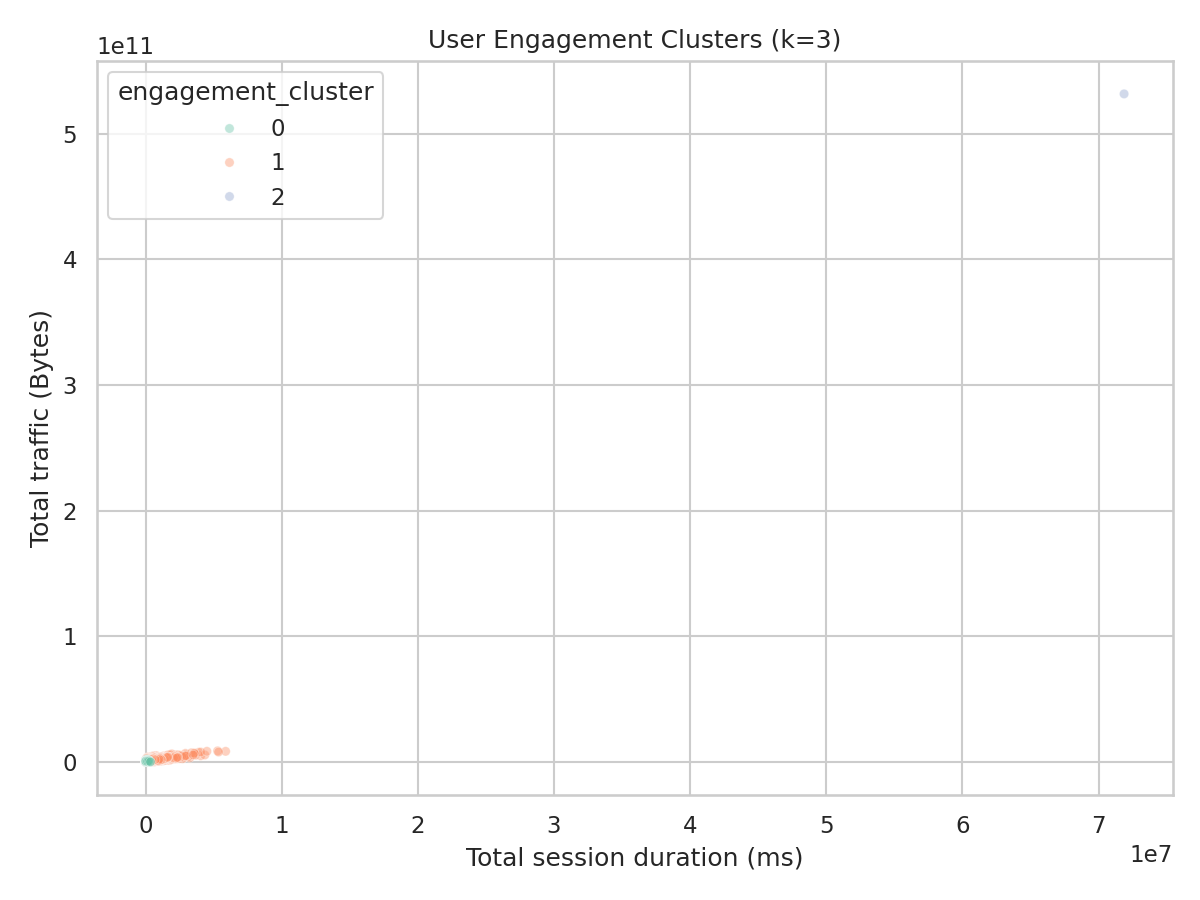 User Engagement Clusters (k=3)
1e11
engagement_cluster
0
1
2
5
4
3
2
1
0
Total traffic (Bytes)
0 1 2 3 4 5 6 7
1e7
Total session duration (ms)